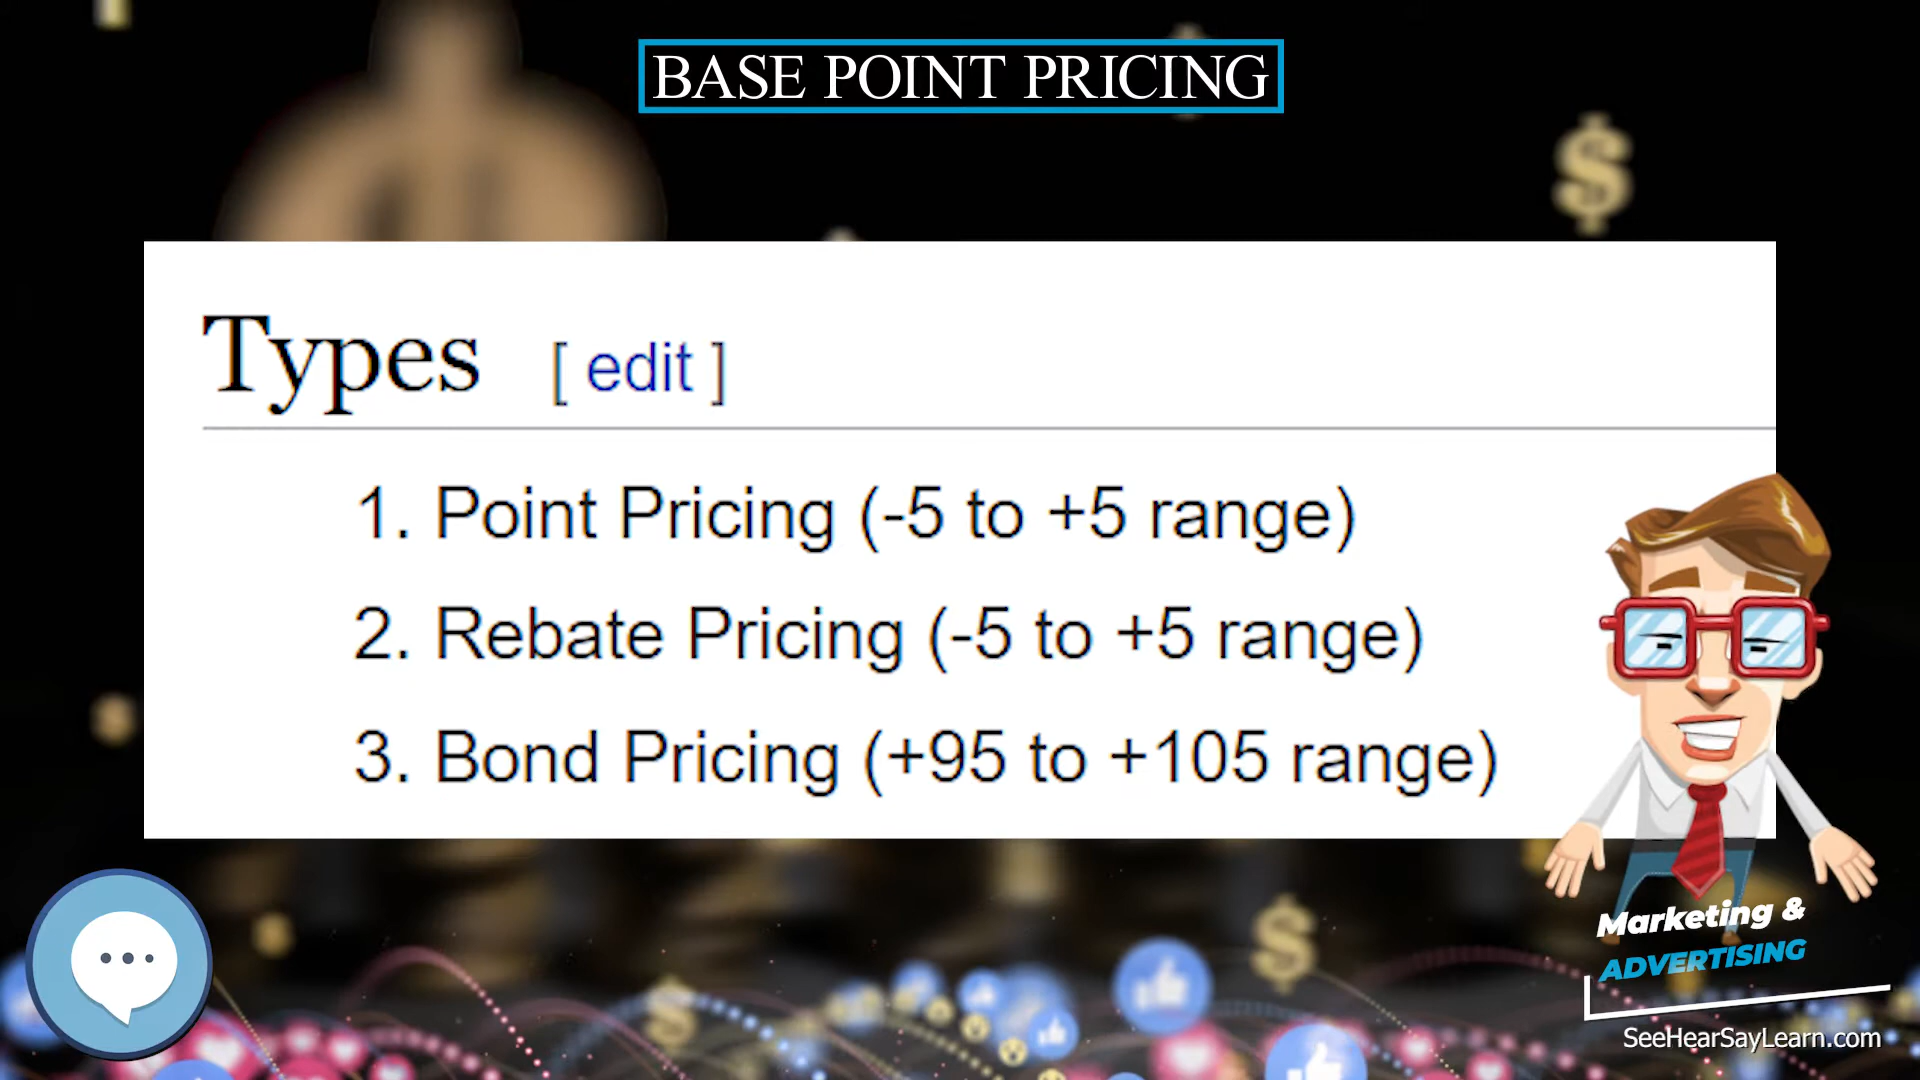 BASE POINT PRICING
Types [ edit ]
1. Point Pricing (-5 to +5 range)
2. Rebate Pricing (-5 to +5 range)
3. Bond Pricing (+95 to +105 range)
Marketing &
ADVERTISING
SeeHearSayLearn.com